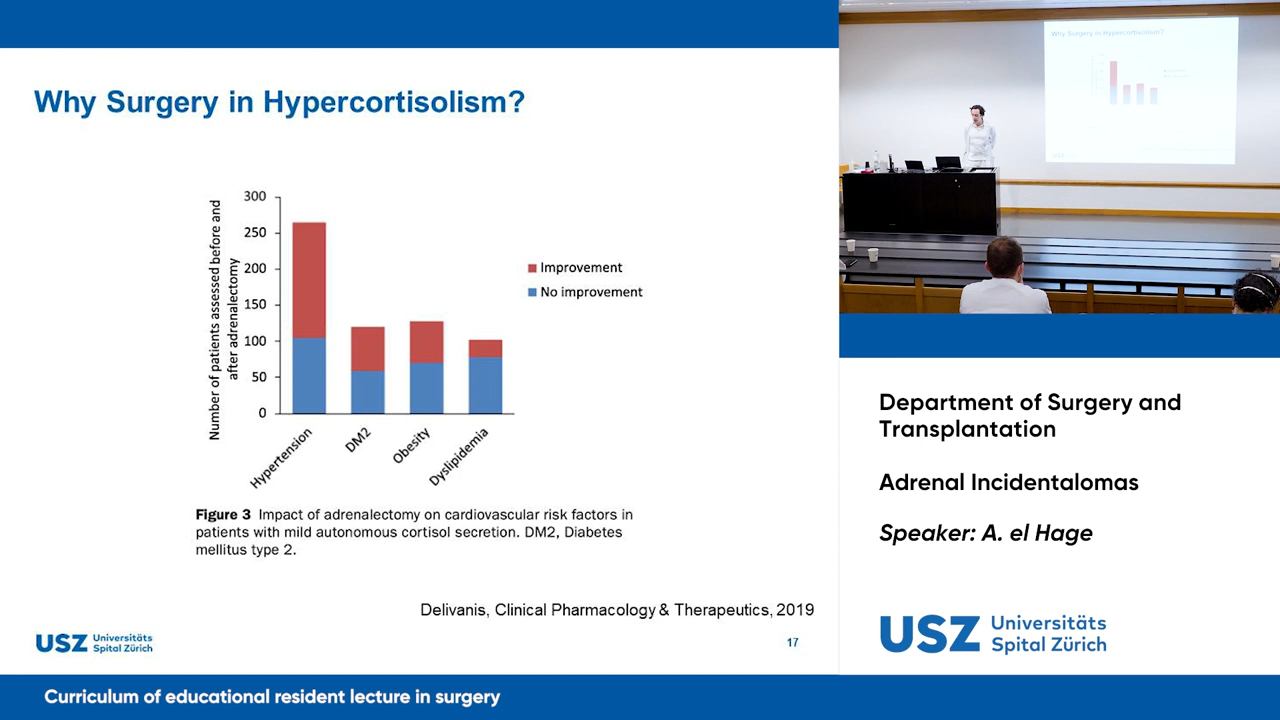 Why Surgery in Hypercortisolism?
Number of patients assessed before and
after adrenalectomy
300
250
200
150
100
50
0
Hypertension
DM2
Obesity
Dyslipidemia
Improvement
No improvement
Figure 3 Impact of adrenalectomy on cardiovascular risk factors in
patients with mild autonomous cortisol secretion. DM2, Diabetes
mellitus type 2.
Delivanis, Clinical Pharmacology & Therapeutics, 2019
USZ Universitäts
Spital Zürich
17
Curriculum of educational resident lecture in surgery
Why Surgery in Hypercortisolism?
Department of Surgery and
Transplantation
Adrenal Incidentalomas
Speaker: A. el Hage
USZ Universitäts
Spital Zürich